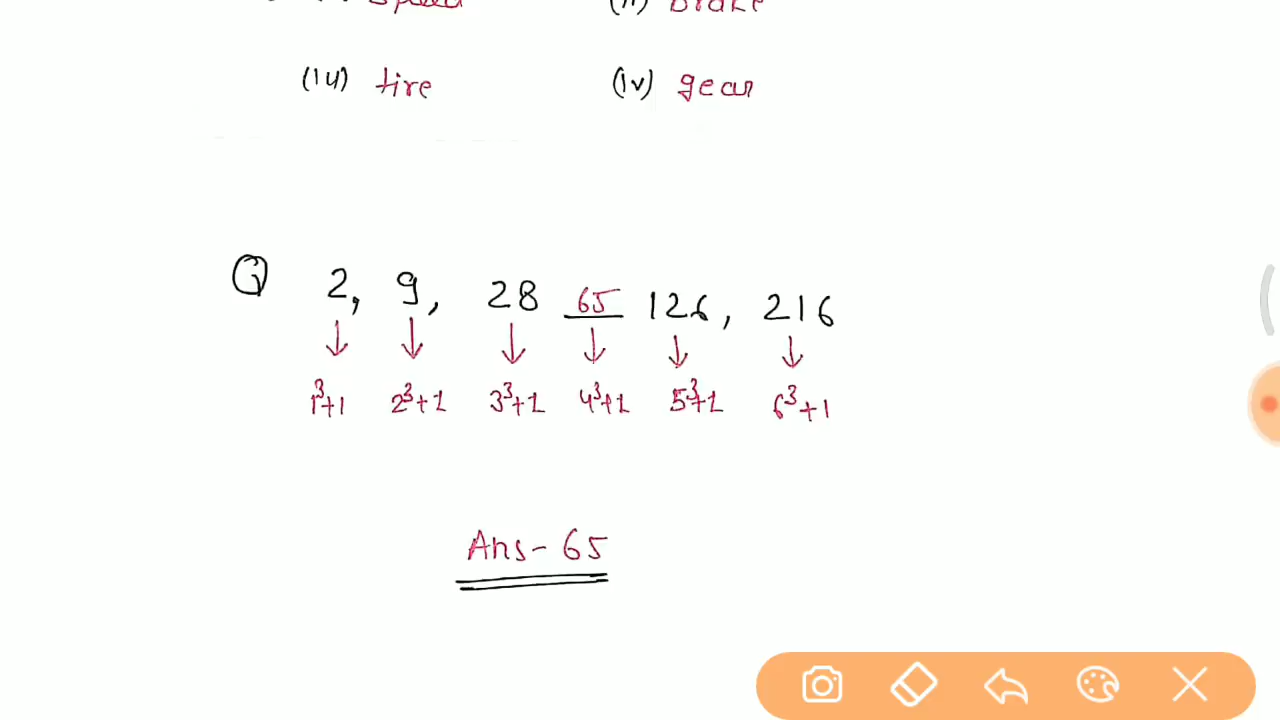 (iii) tire (iv) gear
Q 2, 9, 28 65 126, 216
1³+1 2³+1 3³+1 4³+1 5³+1 6³+1
Ans - 65